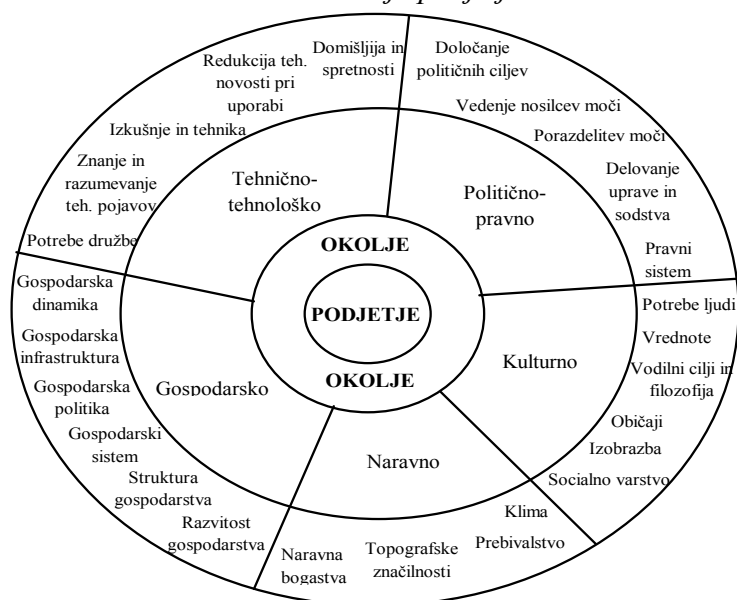 Redukcija teh.
novosti pri
uporabi
Domišljija in
spretnosti
Izkušnje in tehnika
Znanje in
razumevanje
teh. pojavov
Potrebe družbe
Tehnično-
tehnološko
Določanje
političnih ciljev
Vedenje nosilcev moči
Porazdelitev moči
Delovanje
uprave in
sodstva
Pravni
sistem
Politično-
pravno
OKOLJE
PODJETJE
OKOLJE
Gospodarska
dinamika
Gospodarska
infrastruktura
Gospodarska
politika
Gospodarski
sistem
Struktura
gospodarstva
Razvitost
gospodarstva
Gospodarsko
Kulturno
Potrebe ljudi
Vrednote
Vodilni cilji in
filozofija
Običaji
Izobrazba
Socialno varstvo
Naravno
Naravna
bogastva
Topografske
značilnosti
Klima
Prebivalstvo